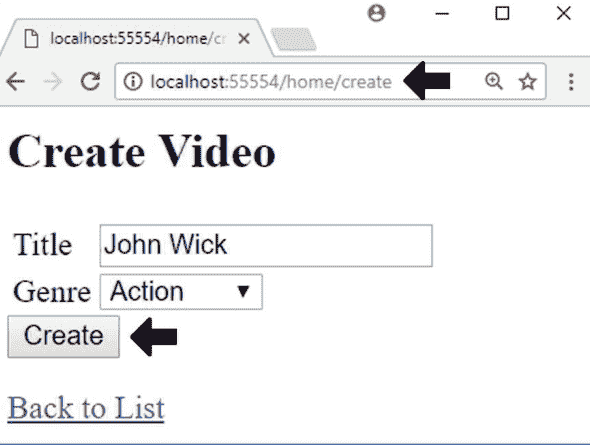 localhost:55554/home/cr
localhost:55554/home/create
Create Video
Title John Wick
Genre Action
Create
Back to List